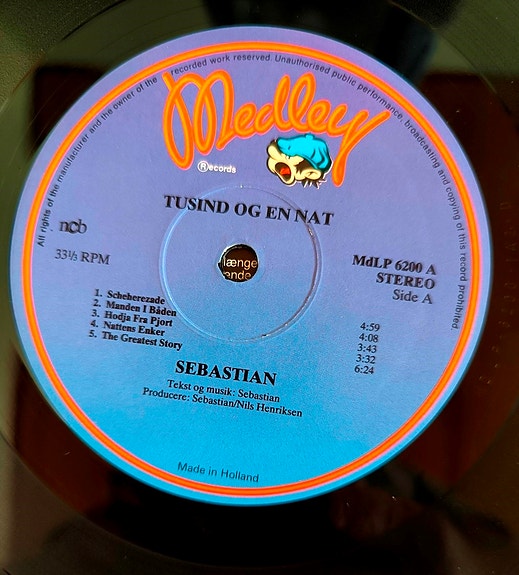 All rights of the manufacturer and the owner of the recorded work reserved. Unauthorised public performance, broadcasting and copying of this record prohibited.
Medley
Records
TUSIND OG EN NAT
ncb
33⅓ RPM
længe
ende
MdLP 6200 A
STEREO
Side A
1. Scheherezade 4:59
2. Manden I Båden 4:08
3. Hodja Fra Pjort 3:43
4. Nattens Enker 3:32
5. The Greatest Story 6:24
SEBASTIAN
Tekst og musik: Sebastian
Producere: Sebastian/Nils Henriksen
Made in Holland